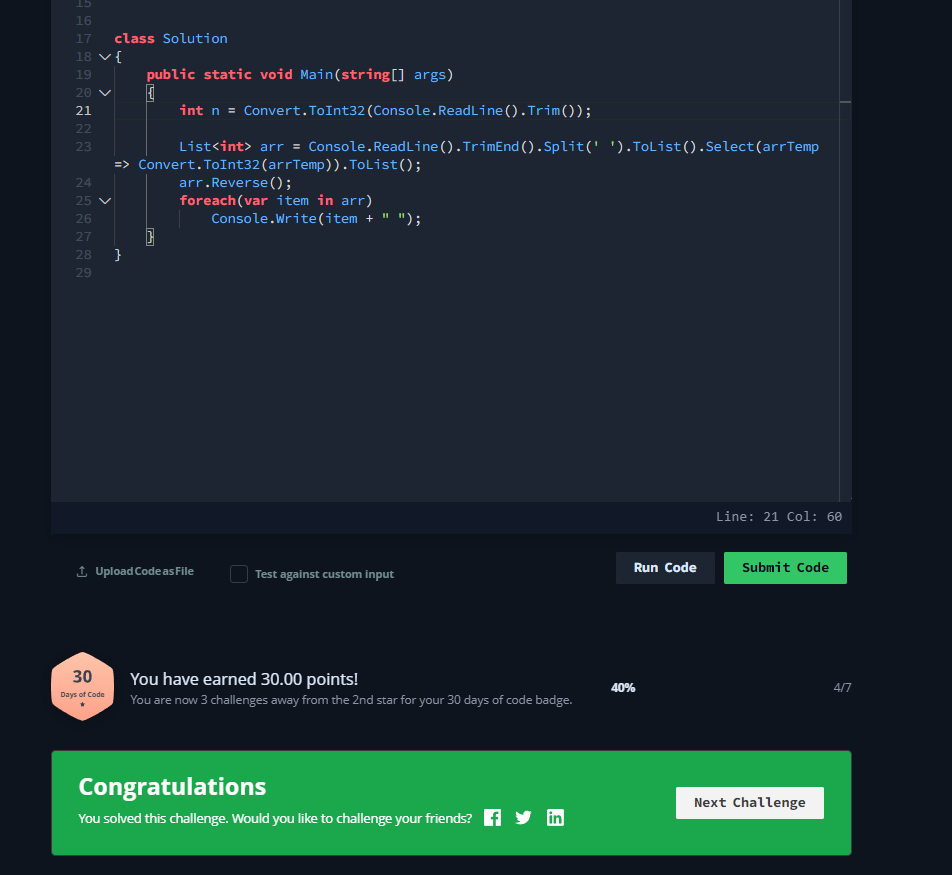 15
16
17 class Solution
18 {
19 public static void Main(string[] args)
20 {
21 int n = Convert.ToInt32(Console.ReadLine().Trim());
22
23 List<int> arr = Console.ReadLine().TrimEnd().Split(' ').ToList().Select(arrTemp
=> Convert.ToInt32(arrTemp)).ToList();
24 arr.Reverse();
25 foreach(var item in arr)
26 Console.Write(item + " ");
27 }
28 }
29
Line: 21 Col: 60
Upload Code as File
Test against custom input
Run Code
Submit Code
30
Days of Code
You have earned 30.00 points!
You are now 3 challenges away from the 2nd star for your 30 days of code badge.
40%
4/7
Congratulations
You solved this challenge. Would you like to challenge your friends?
Next Challenge